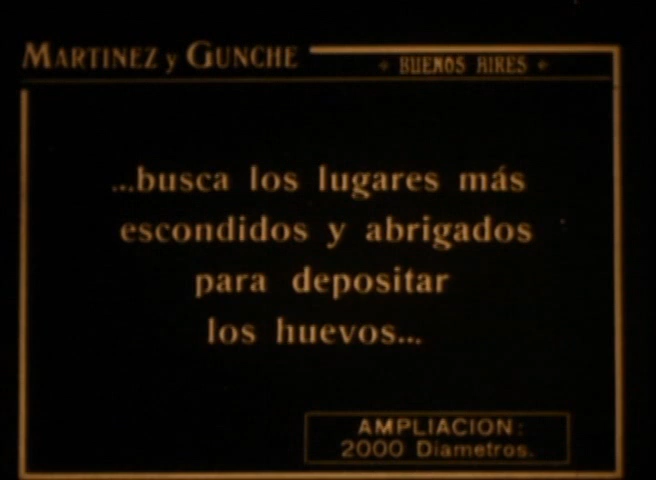 MARTINEZ y GUNCHE
BUENOS AIRES
...busca los lugares más
escondidos y abrigados
para depositar
los huevos...
AMPLIACION:
2000 Diametros.